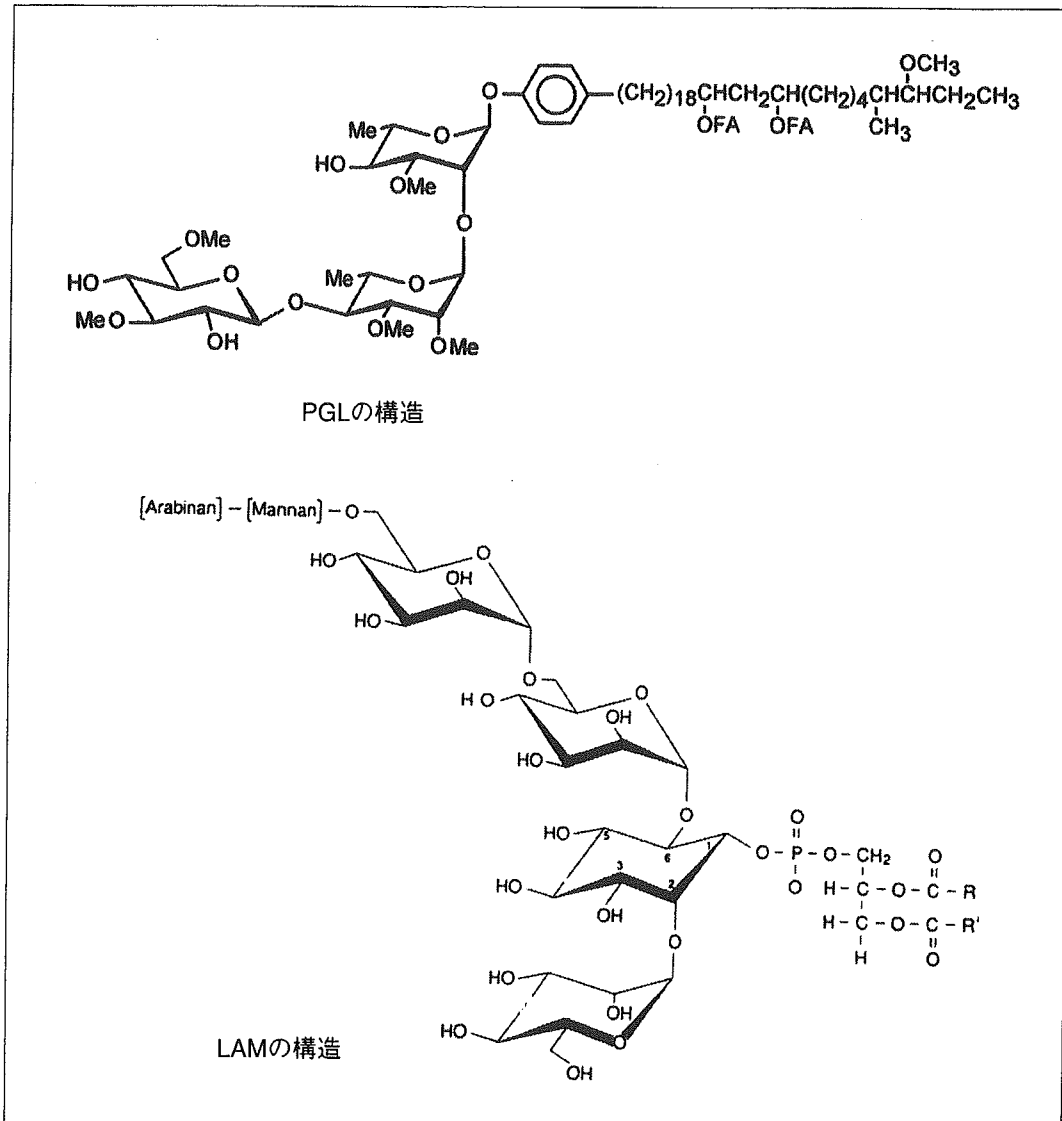 OCH₃
O (CH₂)₁₈CHCH₂CH(CH₂)₄CHCHCH₂CH₃
OFA OFA CH₃
Me O
HO
OMe
O
OMe
HO O Me O
MeO O OMe
OH OMe
PGLの構造
[Arabinan]–[Mannan]–O
HO O
OH
HO
O
HO O
OH
HO
O
HO 5 6 1 O–P–O–CH₂ O
O
3 2 O H–C–O–C–R
HO HO H–C–O–C–R'
O H O
HO
HO OH O
OH
LAMの構造